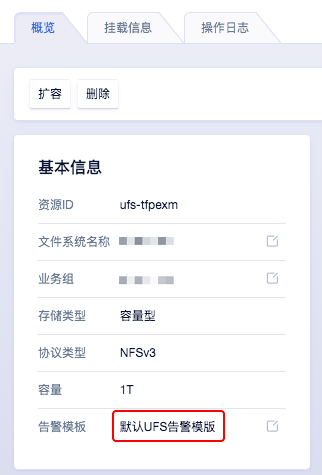 概览 挂载信息 操作日志
扩容 删除
基本信息
资源ID ufs-tfpexm
文件系统名称
业务组
存储类型 容量型
协议类型 NFSv3
容量 1T
告警模板 默认UFS告警模版